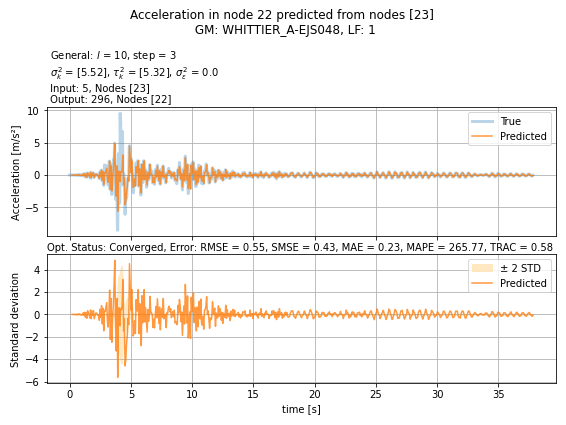 Acceleration in node 22 predicted from nodes [23]
GM: WHITTIER_A-EJS048, LF: 1
General: l = 10, step = 3
σ²ₖ = [5.52], τ²ₖ = [5.32], σ²ε = 0.0
Input: 5, Nodes [23]
Output: 296, Nodes [22]
10
5
0
−5
Acceleration [m/s²]
True
Predicted
Opt. Status: Converged, Error: RMSE = 0.55, SMSE = 0.43, MAE = 0.23, MAPE = 265.77, TRAC = 0.58
4
2
0
−2
−4
−6
Standard deviation
± 2 STD
Predicted
0 5 10 15 20 25 30 35
time [s]